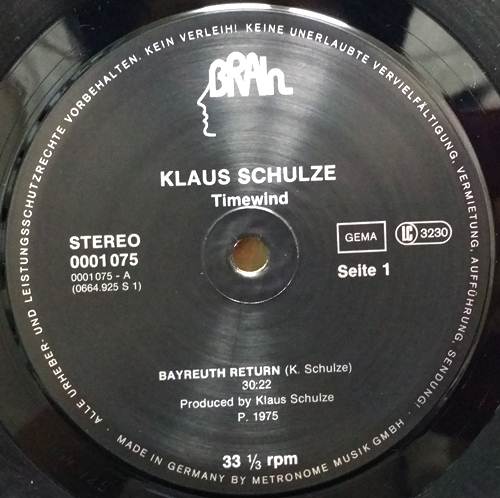 ALLE URHEBER- UND LEISTUNGSSCHUTZRECHTE VORBEHALTEN. KEIN VERLEIH! KEINE UNERLAUBTE VERVIELFÄLTIGUNG, VERMIETUNG, AUFFÜHRUNG, SENDUNG!
BRAIN
KLAUS SCHULZE
Timewind
STEREO
0001 075
0001 075 - A
(0664.925 S 1)
GEMA
LC 3230
Seite 1
BAYREUTH RETURN (K. Schulze)
30:22
Produced by Klaus Schulze
P. 1975
33 1/3 rpm
· MADE IN GERMANY BY METRONOME MUSIK GMBH ·